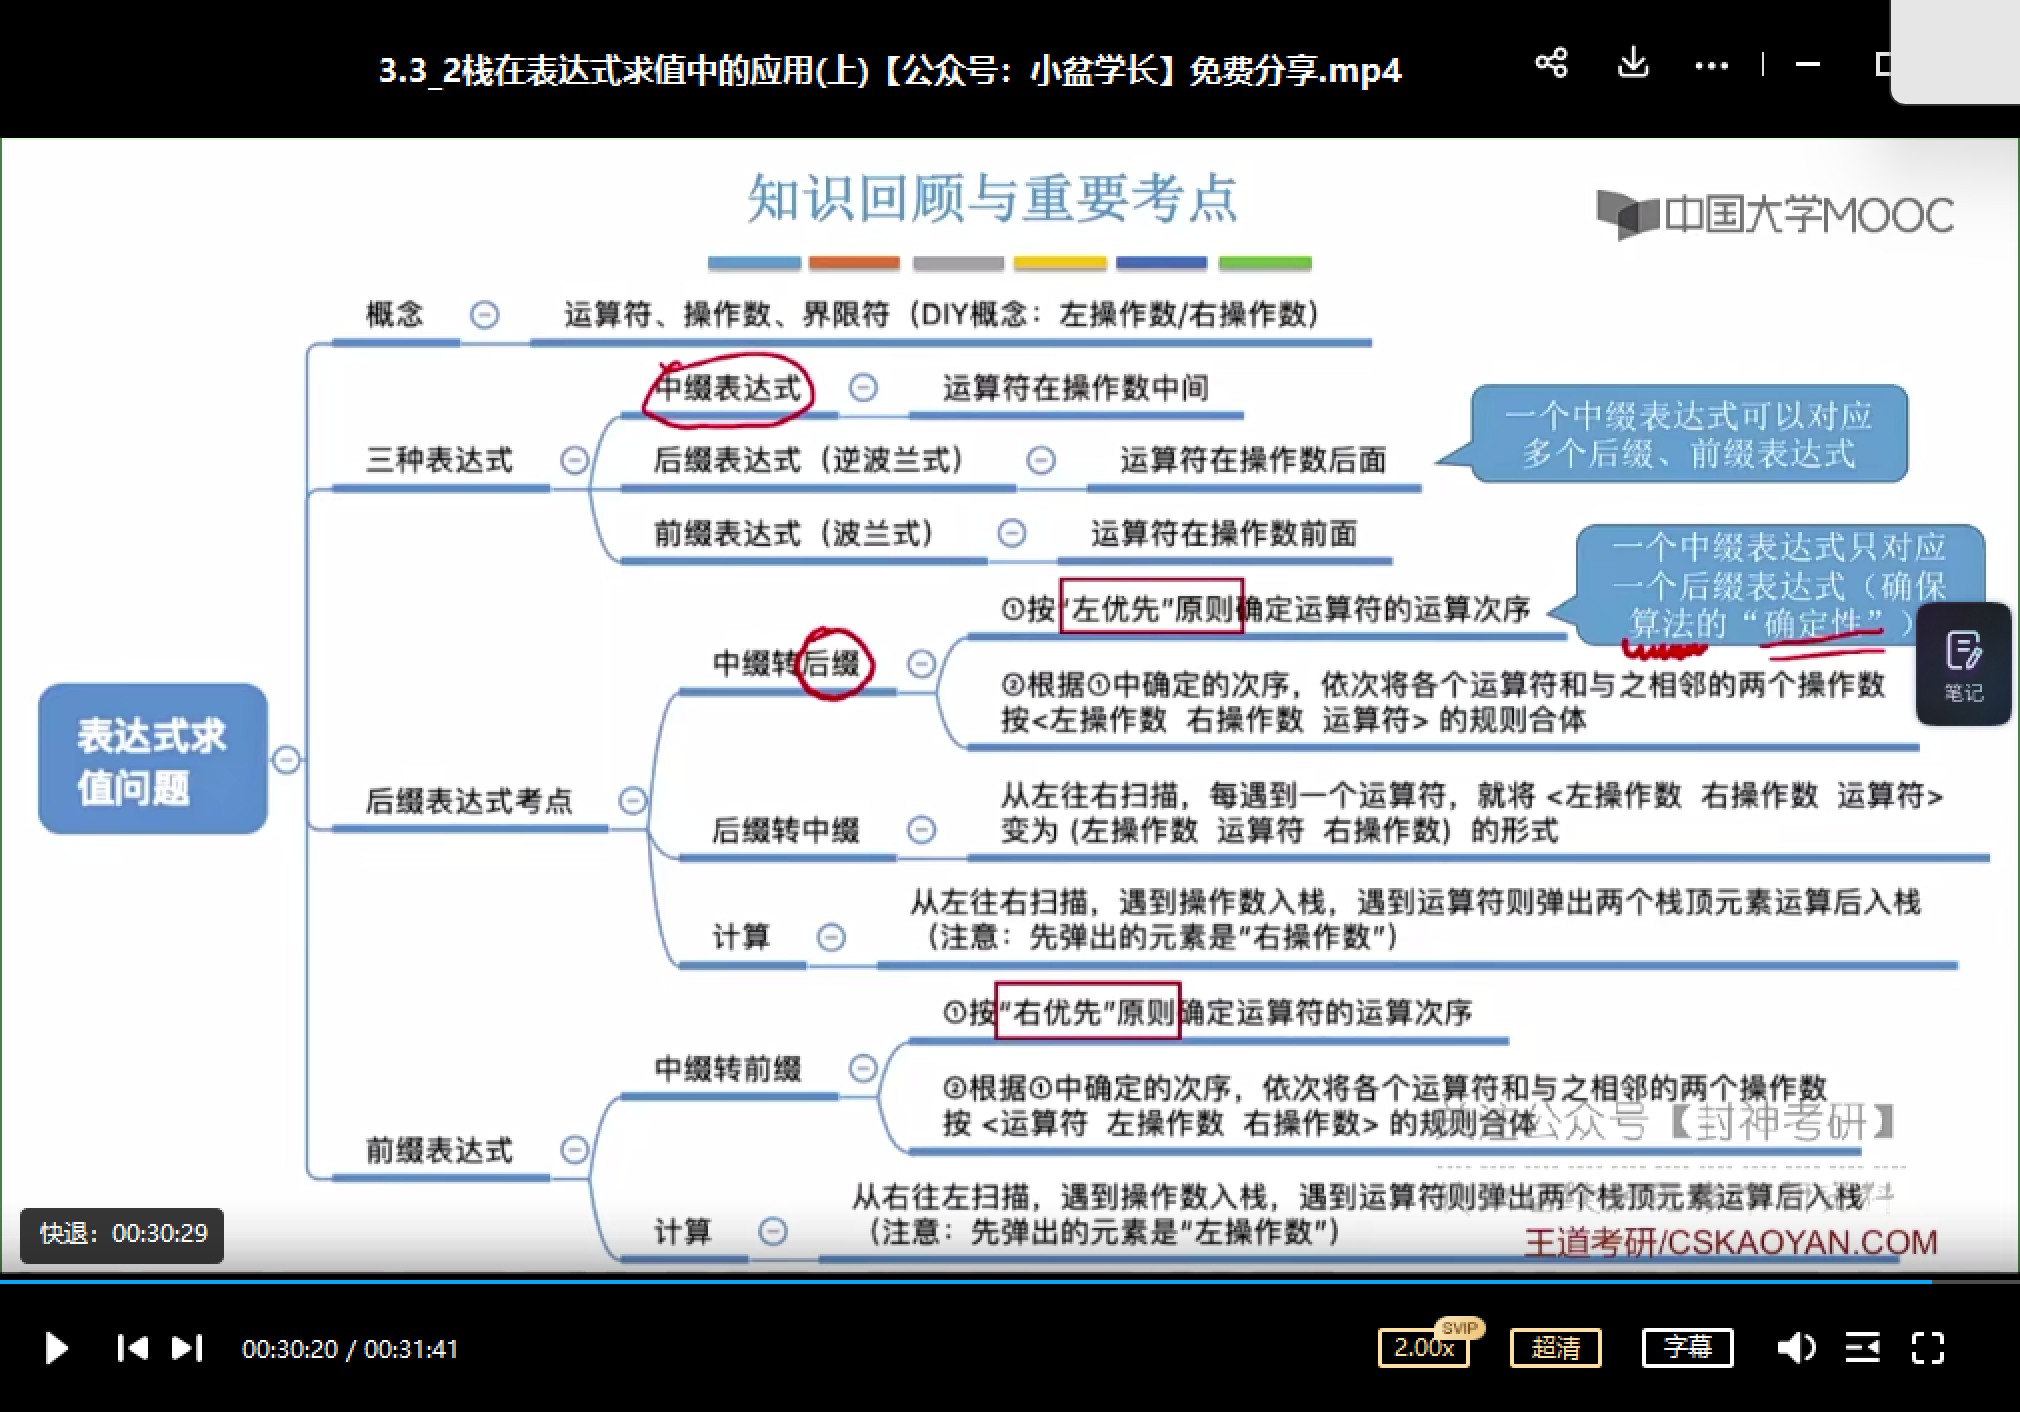 3.3_2栈在表达式求值中的应用(上)【公众号：小盆学长】免费分享.mp4
知识回顾与重要考点
中国大学MOOC
概念
运算符、操作数、界限符（DIY概念：左操作数/右操作数）
中缀表达式
运算符在操作数中间
一个中缀表达式可以对应
多个后缀、前缀表达式
三种表达式
后缀表达式（逆波兰式）
运算符在操作数后面
前缀表达式（波兰式）
运算符在操作数前面
一个中缀表达式只对应
一个后缀表达式（确保
算法的“确定性”）
①按“左优先”原则确定运算符的运算次序
中缀转后缀
②根据①中确定的次序，依次将各个运算符和与之相邻的两个操作数
按<左操作数 右操作数 运算符> 的规则合体
笔记
表达式求
值问题
后缀表达式考点
后缀转中缀
从左往右扫描，每遇到一个运算符，就将 <左操作数 右操作数 运算符>
变为 (左操作数 运算符 右操作数) 的形式
计算
从左往右扫描，遇到操作数入栈，遇到运算符则弹出两个栈顶元素运算后入栈
（注意：先弹出的元素是“右操作数”）
①按“右优先”原则确定运算符的运算次序
中缀转前缀
②根据①中确定的次序，依次将各个运算符和与之相邻的两个操作数
按 <运算符 左操作数 右操作数> 的规则合体
公众号【封神考研】
前缀表达式
计算
从右往左扫描，遇到操作数入栈，遇到运算符则弹出两个栈顶元素运算后入栈
（注意：先弹出的元素是“左操作数”）
王道考研/CSKAOYAN.COM
快退：00:30:29
00:30:20 / 00:31:41
2.00x
SVIP
超清
字幕